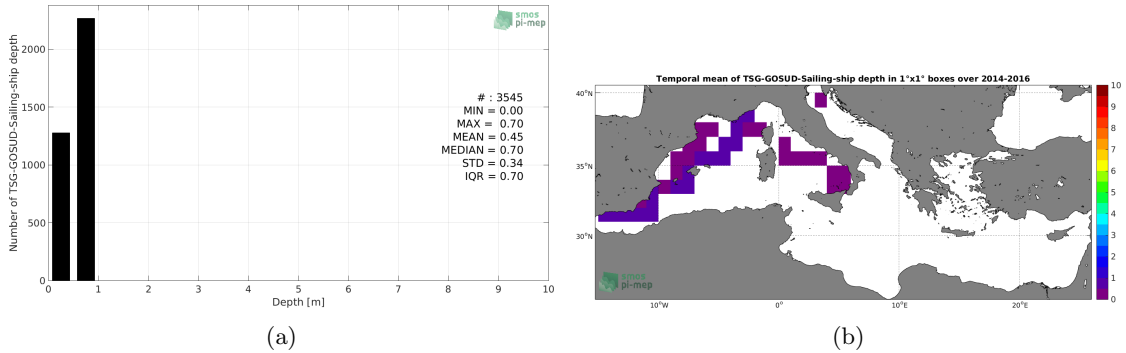 smos
pi-mep
Number of TSG-GOSUD-Sailing-ship depth
2000
1500
1000
500
0
# : 3545
MIN = 0.00
MAX = 0.70
MEAN = 0.45
MEDIAN = 0.70
STD = 0.34
IQR = 0.70
0 1 2 3 4 5 6 7 8 9 10
Depth [m]
(a)
Temporal mean of TSG-GOSUD-Sailing-ship depth in 1°x1° boxes over 2014-2016
40°N
35°N
30°N
10°W 0° 10°E 20°E
smos
pi-mep
10
9
8
7
6
5
4
3
2
1
0
(b)